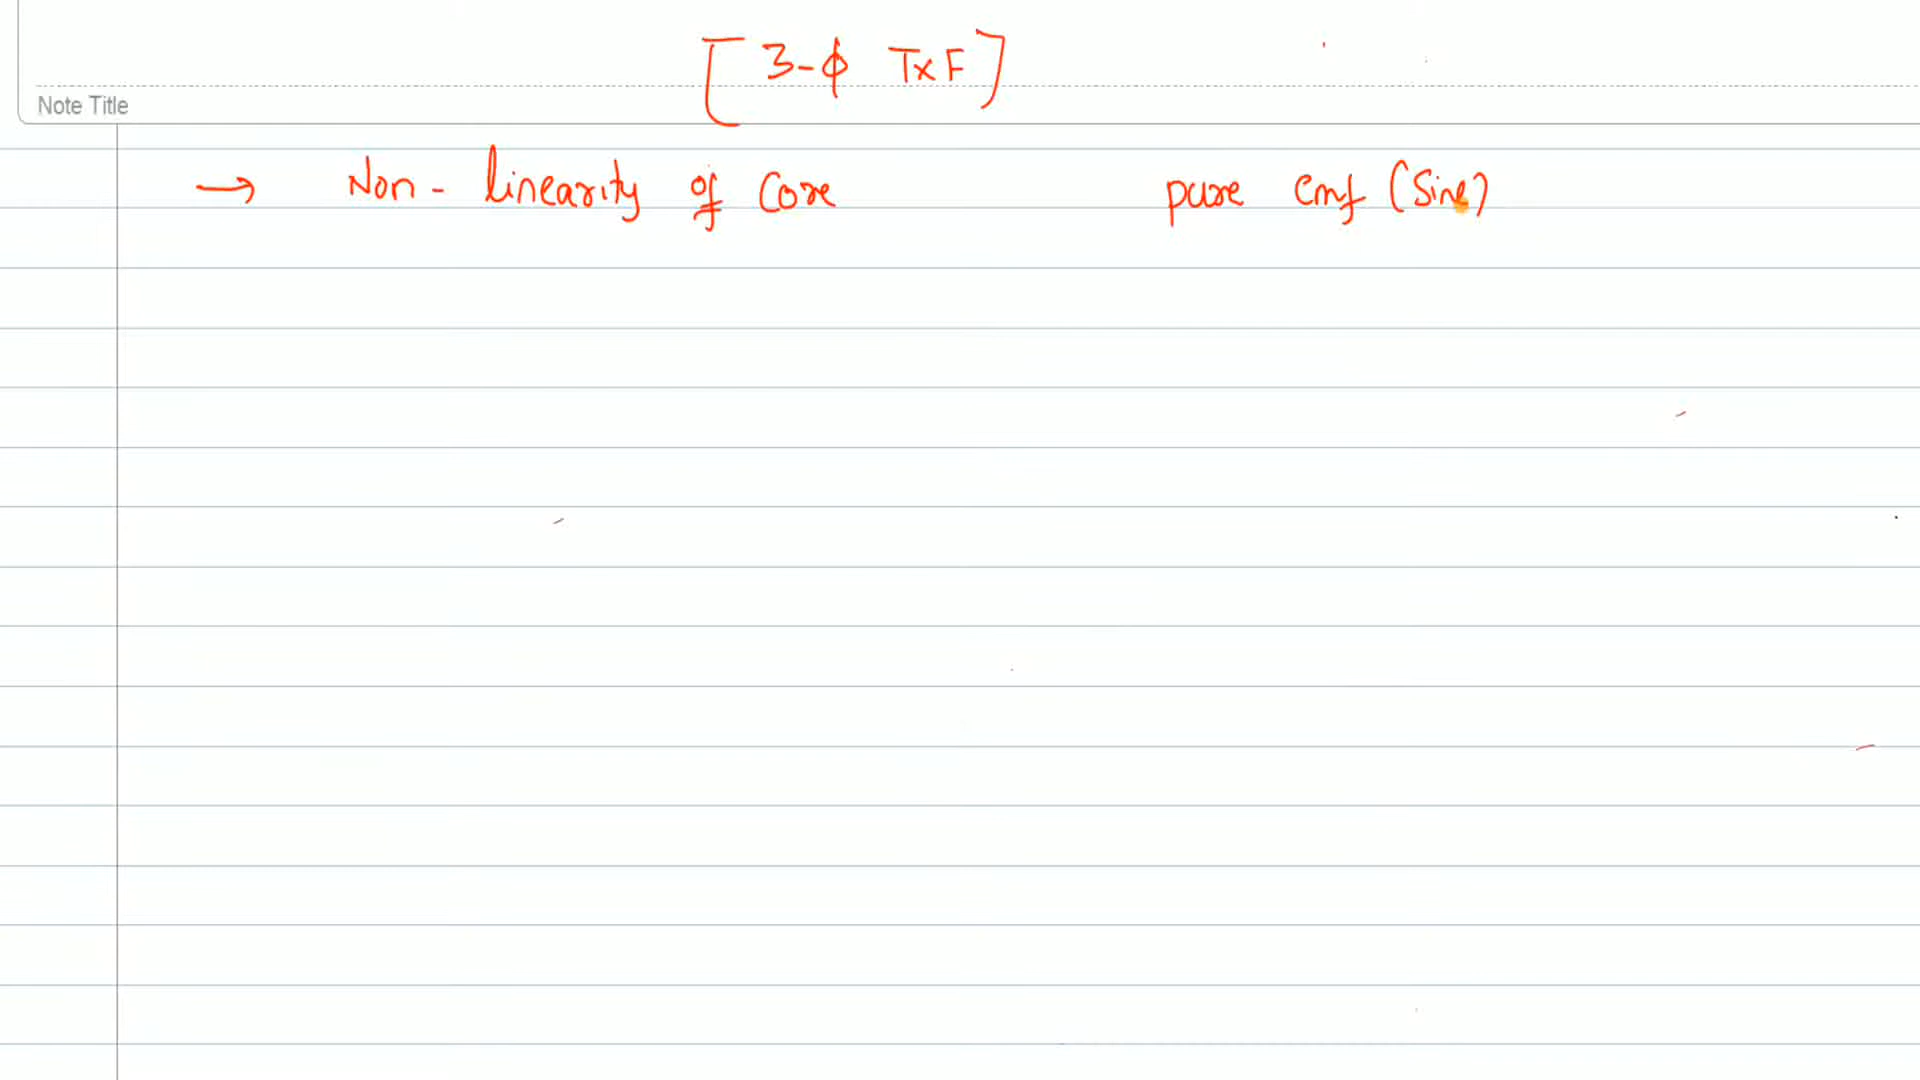 [3-ϕ TxF]
Note Title
→ Non-linearity of Core pure emf (Sine)